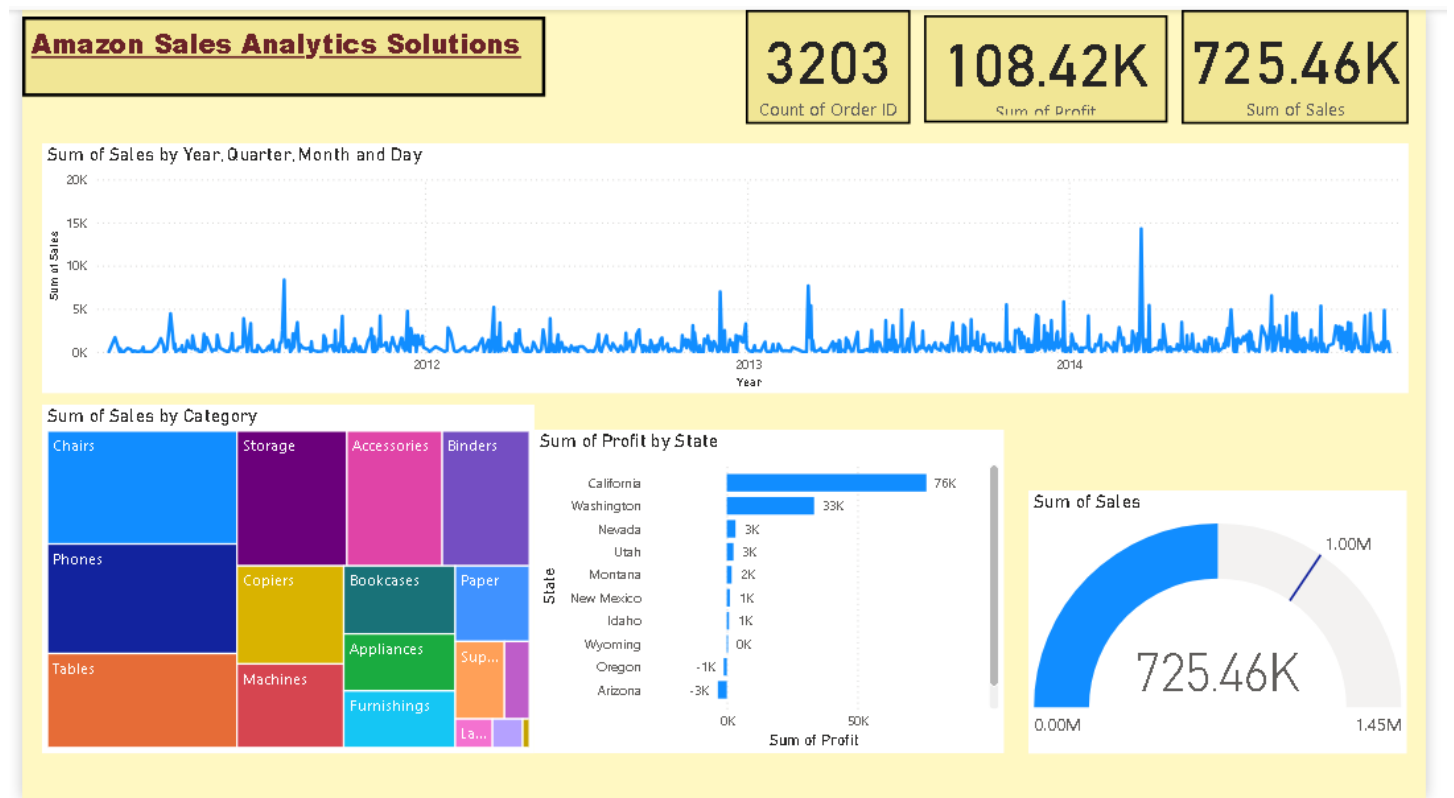 Amazon Sales Analytics Solutions
3203
Count of Order ID
108.42K
Sum of Profit
725.46K
Sum of Sales
Sum of Sales by Year, Quarter, Month and Day
20K
15K
10K
5K
0K
Sum of Sales
2012
2013
2014
Year
Sum of Sales by Category
Chairs
Storage
Accessories
Binders
Phones
Copiers
Bookcases
Paper
Appliances
Sup...
Tables
Machines
Furnishings
La...
Sum of Profit by State
State
California 76K
Washington 33K
Nevada 3K
Utah 3K
Montana 2K
New Mexico 1K
Idaho 1K
Wyoming 0K
Oregon -1K
Arizona -3K
0K 50K
Sum of Profit
Sum of Sales
1.00M
725.46K
0.00M
1.45M